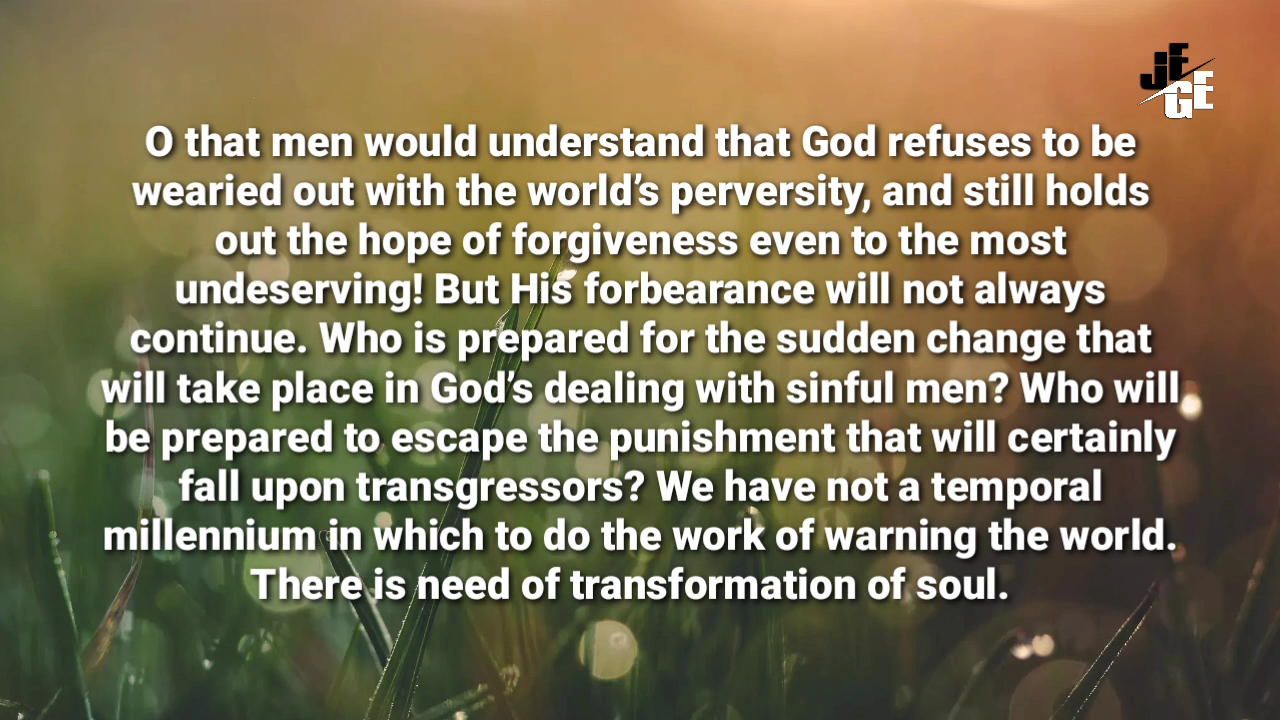 JF
GF
O that men would understand that God refuses to be
wearied out with the world’s perversity, and still holds
out the hope of forgiveness even to the most
undeserving! But His forbearance will not always
continue. Who is prepared for the sudden change that
will take place in God’s dealing with sinful men? Who will
be prepared to escape the punishment that will certainly
fall upon transgressors? We have not a temporal
millennium in which to do the work of warning the world.
There is need of transformation of soul.